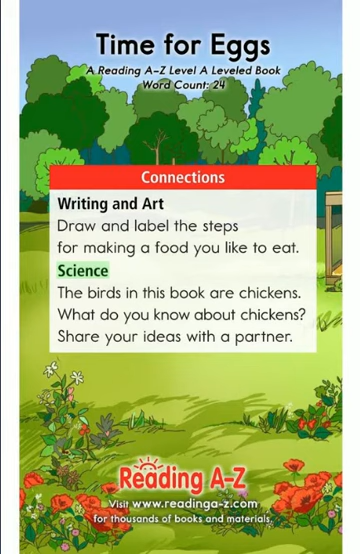 Time for Eggs
A Reading A–Z Level A Leveled Book
Word Count: 24
Connections
Writing and Art
Draw and label the steps
for making a food you like to eat.
Science
The birds in this book are chickens.
What do you know about chickens?
Share your ideas with a partner.
Reading A-Z
Visit www.readinga-z.com
for thousands of books and materials.